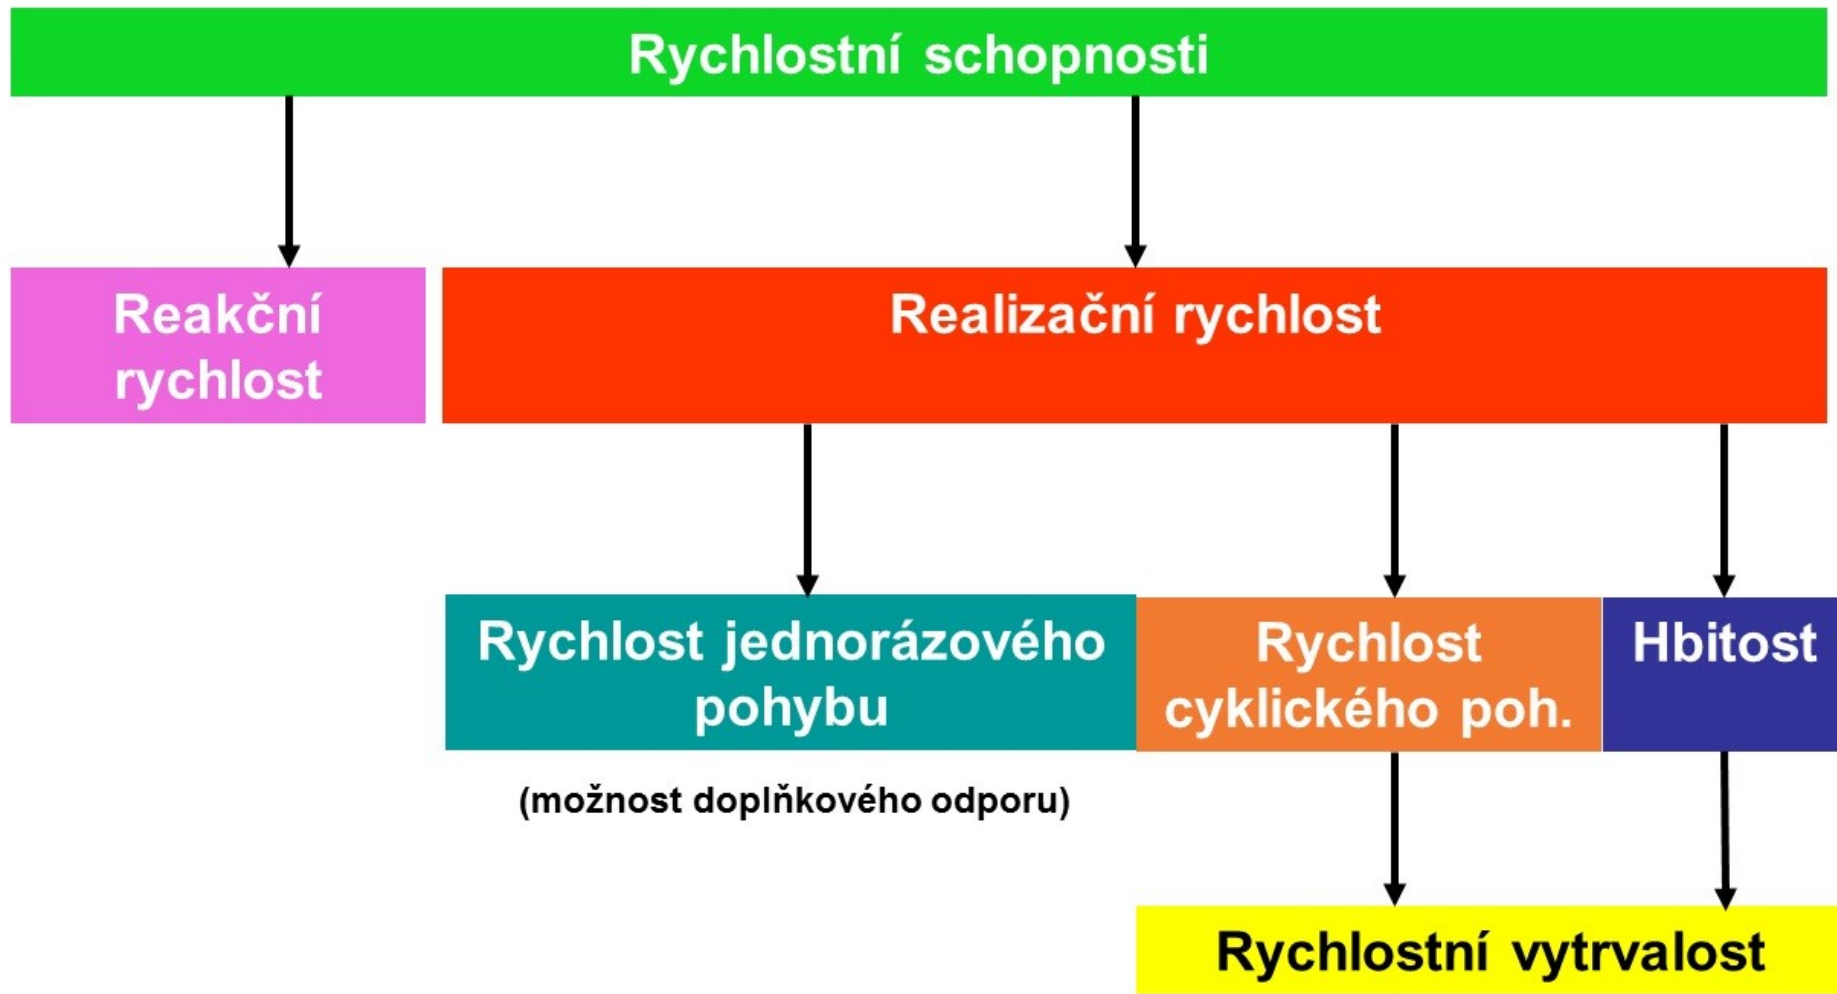 Rychlostní schopnosti
Reakční
rychlost
Realizační rychlost
Rychlost jednorázového
pohybu
Rychlost
cyklického poh.
Hbitost
(možnost doplňkového odporu)
Rychlostní vytrvalost